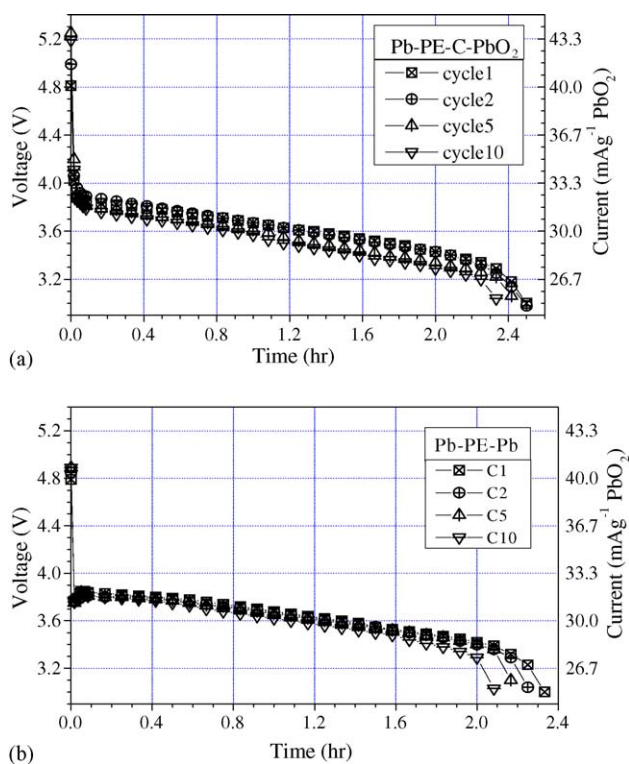 5.2
4.8
4.4
4.0
3.6
3.2
Voltage (V)
43.3
40.0
36.7
33.3
30.0
26.7
Current (mAg⁻¹ PbO₂)
Pb-PE-C-PbO₂
cycle1
cycle2
cycle5
cycle10
0.0 0.4 0.8 1.2 1.6 2.0 2.4
Time (hr)
(a)
5.2
4.8
4.4
4.0
3.6
3.2
Voltage (V)
43.3
40.0
36.7
33.3
30.0
26.7
Current (mAg⁻¹ PbO₂)
Pb-PE-Pb
C1
C2
C5
C10
0.0 0.4 0.8 1.2 1.6 2.0 2.4
Time (hr)
(b)